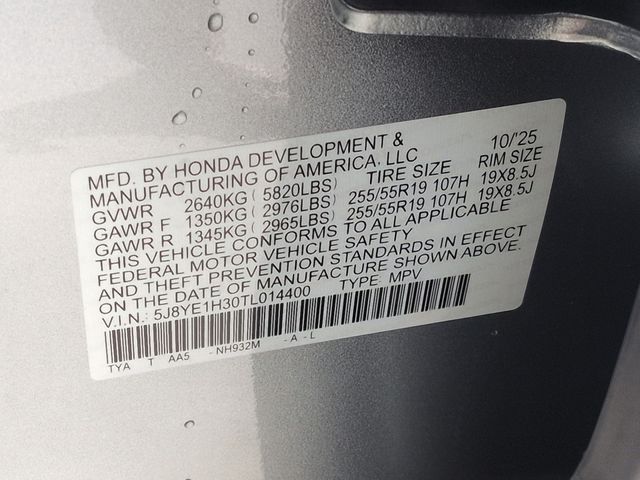 MFD. BY HONDA DEVELOPMENT & 10/'25
MANUFACTURING OF AMERICA, LLC
TIRE SIZE RIM SIZE
GVWR 2640KG( 5820LBS)
GAWR F 1350KG( 2976LBS) 255/55R19 107H 19X8.5J
GAWR R 1345KG( 2965LBS) 255/55R19 107H 19X8.5J
THIS VEHICLE CONFORMS TO ALL APPLICABLE
FEDERAL MOTOR VEHICLE SAFETY
AND THEFT PREVENTION STANDARDS IN EFFECT
ON THE DATE OF MANUFACTURE SHOWN ABOVE.
V.I.N.: 5J8YE1H30TL014400 TYPE: MPV
TYA T AA5 - NH932M - A - L